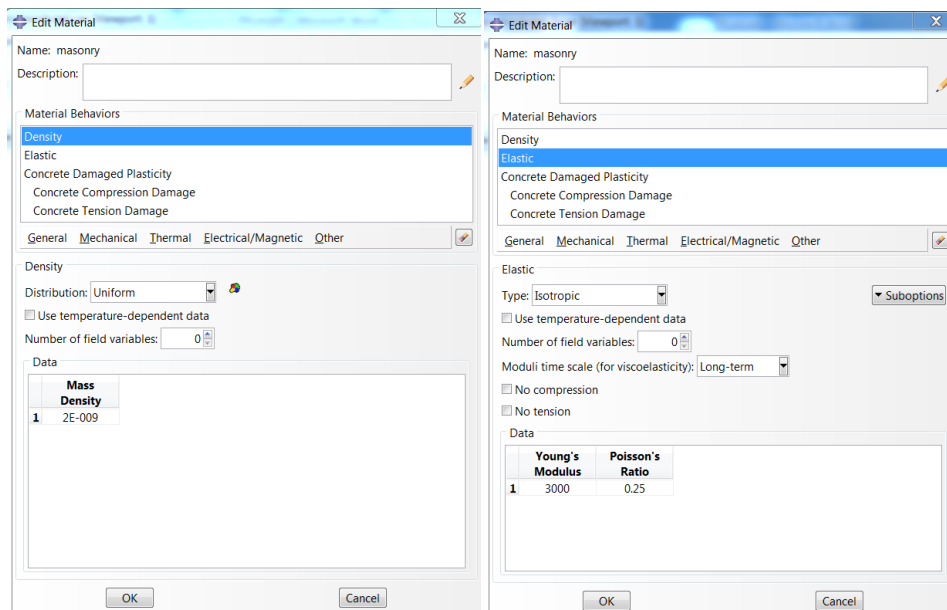 Edit Material
Name: masonry
Description:
Material Behaviors
Density
Elastic
Concrete Damaged Plasticity
Concrete Compression Damage
Concrete Tension Damage
General Mechanical Thermal Electrical/Magnetic Other
Density
Distribution: Uniform
Use temperature-dependent data
Number of field variables: 0
Data
Mass
Density
1 2E-009
OK Cancel
Edit Material
Name: masonry
Description:
Material Behaviors
Density
Elastic
Concrete Damaged Plasticity
Concrete Compression Damage
Concrete Tension Damage
General Mechanical Thermal Electrical/Magnetic Other
Elastic
Type: Isotropic Suboptions
Use temperature-dependent data
Number of field variables: 0
Moduli time scale (for viscoelasticity): Long-term
No compression
No tension
Data
Young's Poisson's
Modulus Ratio
1 3000 0.25
OK Cancel